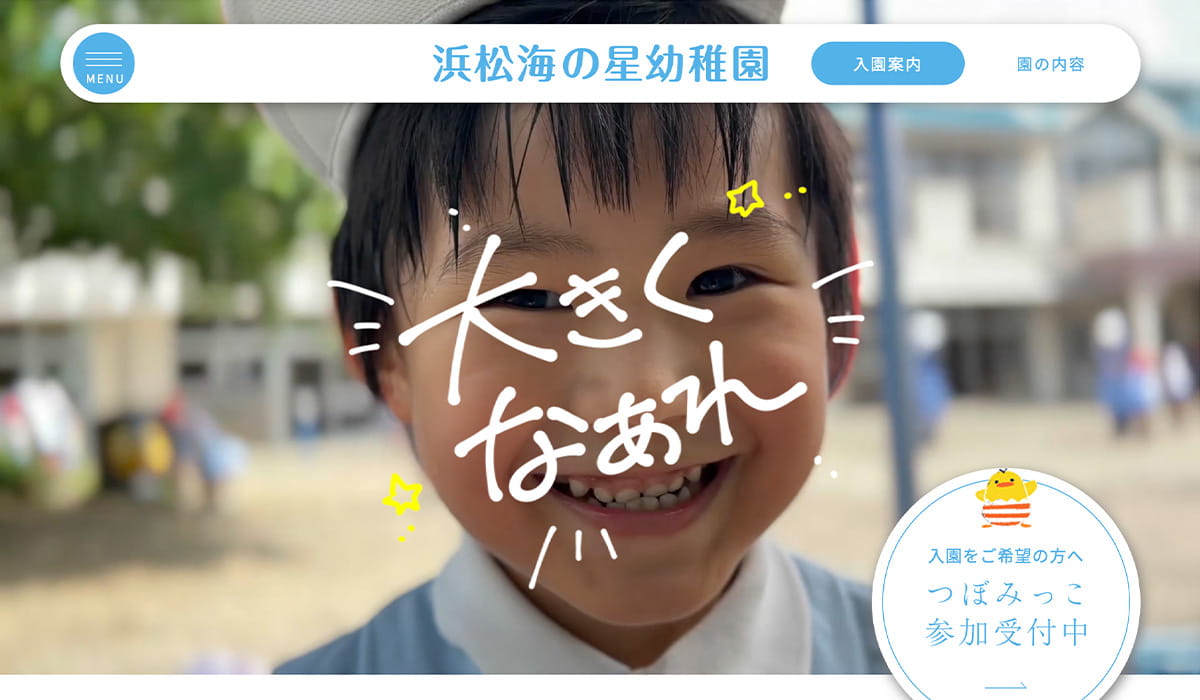 MENU
浜松海の星幼稚園
入園案内
園の内容
大きく
なあれ
入園をご希望の方へ
つぼみっこ
参加受付中